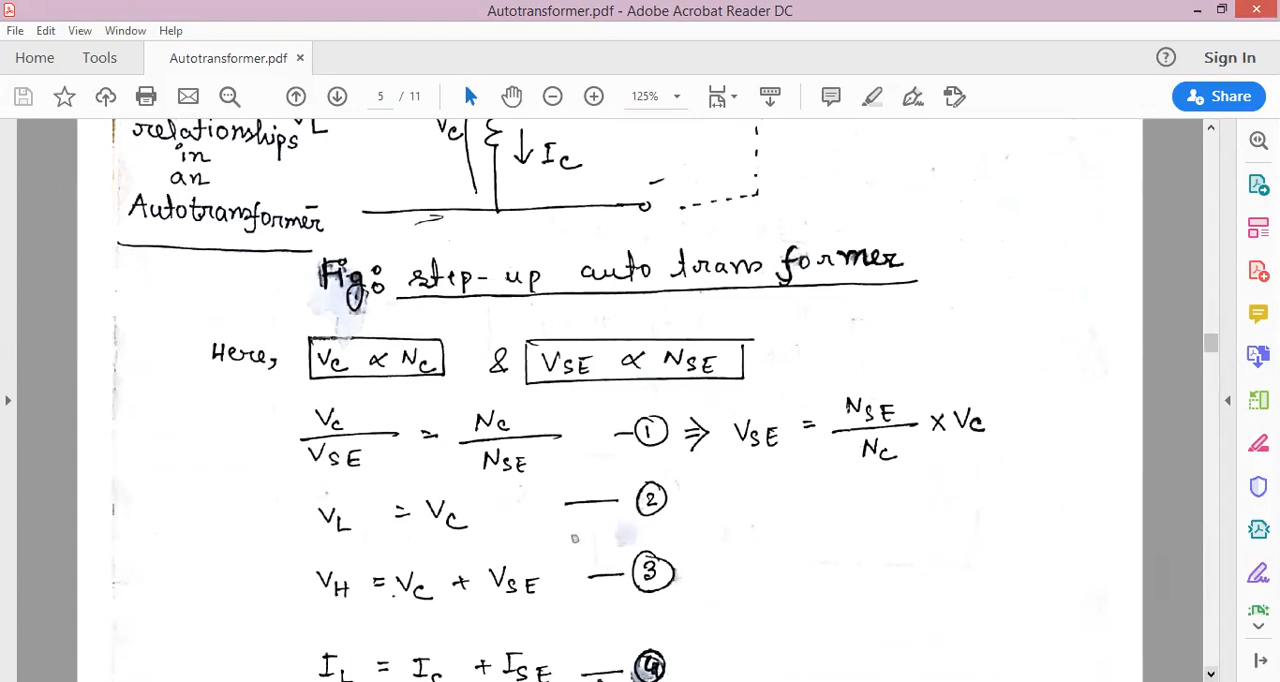 Autotransformer.pdf - Adobe Acrobat Reader DC
File Edit View Window Help
Home Tools Autotransformer.pdf × Sign In
5 / 11 125% Share
relationships VL
in
an
Autotransformer
VC
↓ IC
Fig: step-up auto transformer
①
Here, VC ∝ NC & VSE ∝ NSE
VC/VSE = NC/NSE —① ⇒ VSE = NSE/NC × VC
VL = VC —②
VH = VC + VSE —③
IL = IC + ISE —④